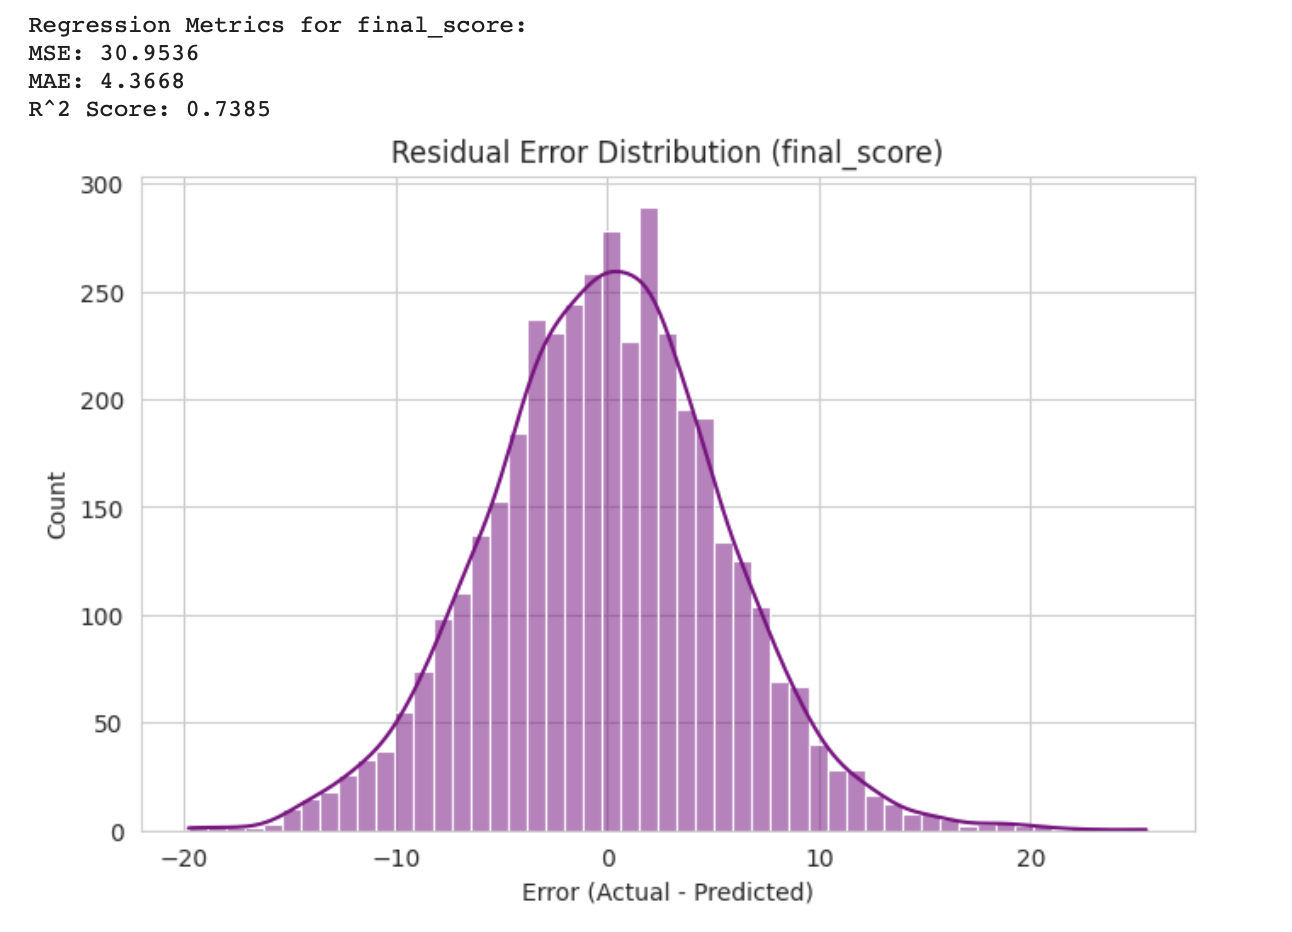 Regression Metrics for final_score:
MSE: 30.9536
MAE: 4.3668
R^2 Score: 0.7385
Residual Error Distribution (final_score)
300
250
200
150
100
50
0
Count
−20 −10 0 10 20
Error (Actual - Predicted)